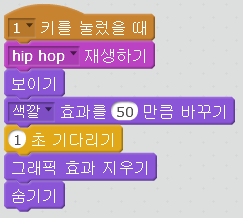 1 키를 눌렀을 때
hip hop 재생하기
보이기
색깔 효과를 50 만큼 바꾸기
1 초 기다리기
그래픽 효과 지우기
숨기기